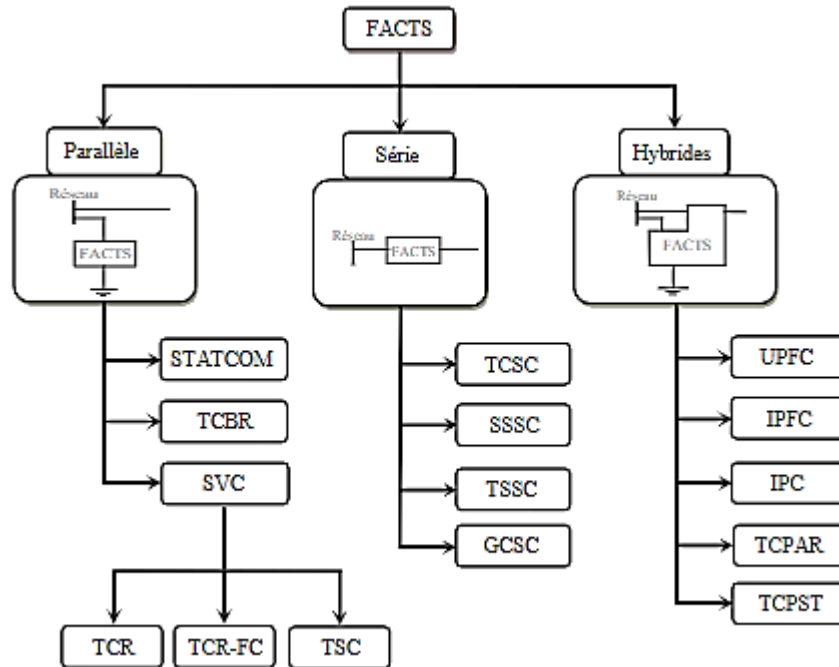 FACTS
Parallèle
Série
Hybrides
Réseau
FACTS
Réseau
FACTS
Réseau
FACTS
STATCOM
TCBR
SVC
TCR
TCR-FC
TSC
TCSC
SSSC
TSSC
GCSC
UPFC
IPFC
IPC
TCPAR
TCPST